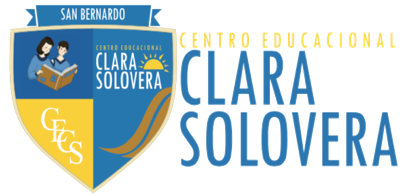 SAN BERNARDO
CENTRO EDUCACIONAL
CLARA
SOLOVERA
CECS
CENTRO EDUCACIONAL
CLARA
SOLOVERA